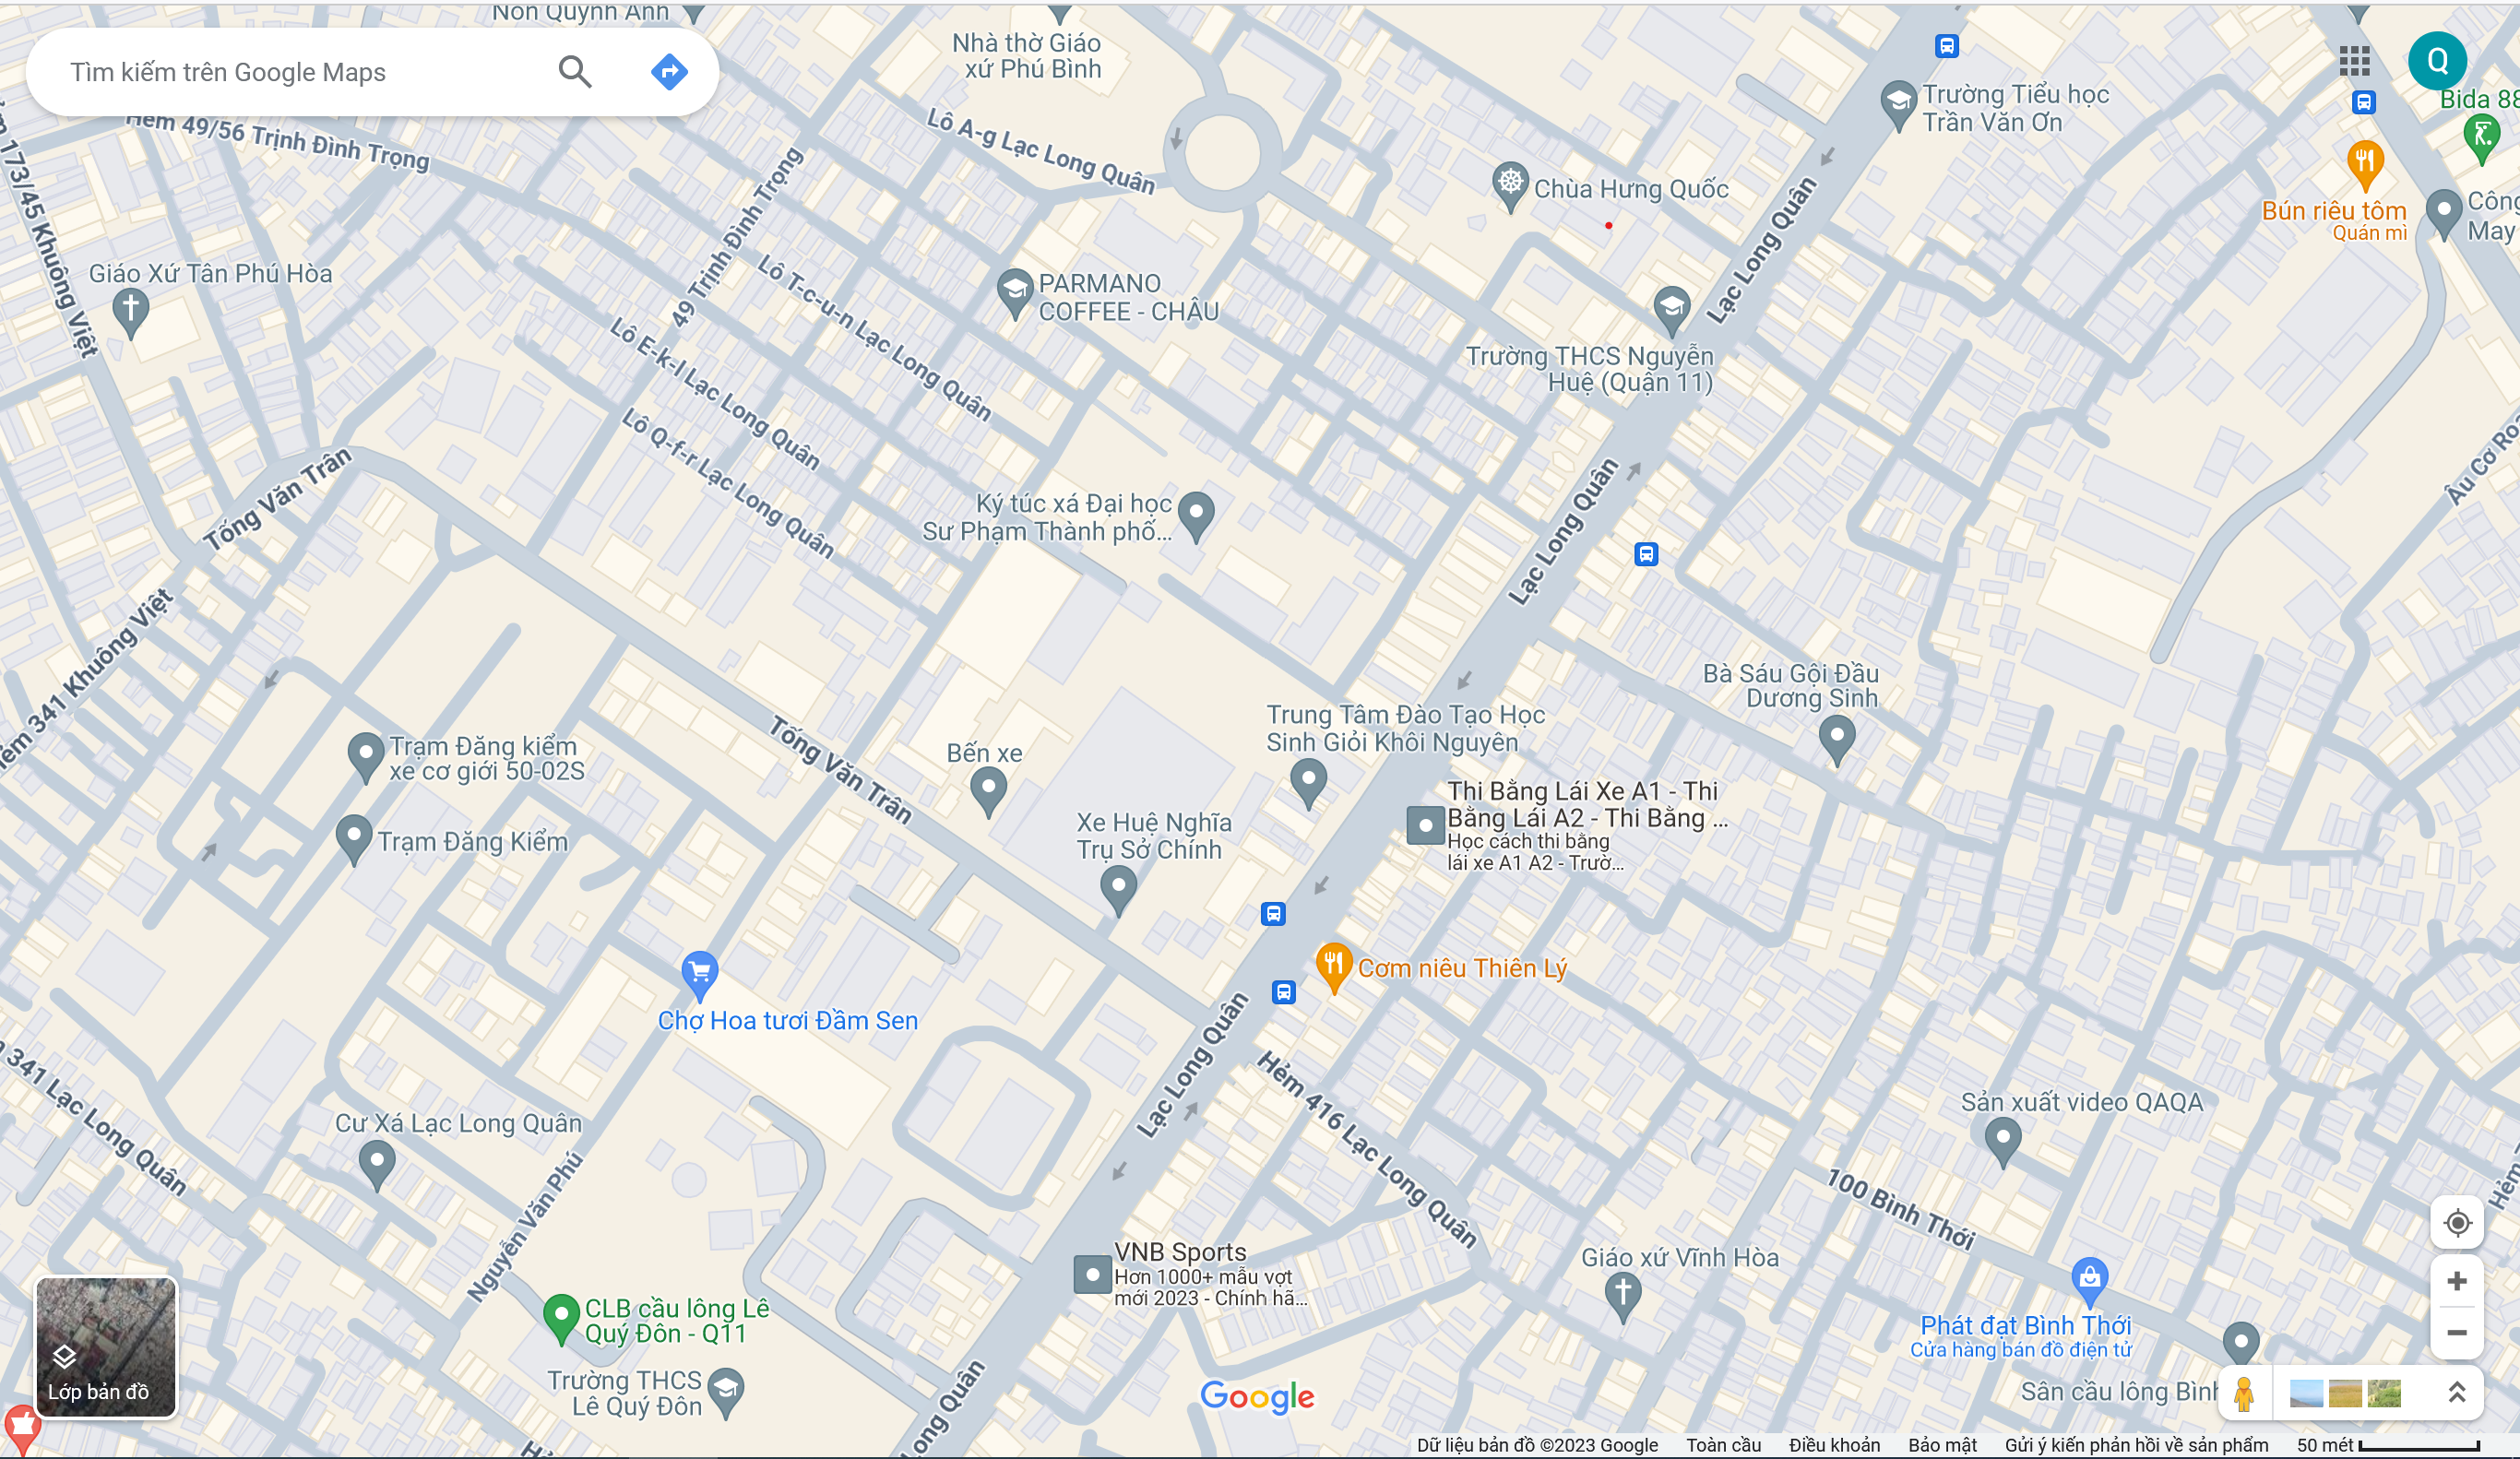 Non Quỳnh Anh
Tìm kiếm trên Google Maps
Nhà thờ Giáo
xứ Phú Bình
Q
Trường Tiểu học
Trần Văn Ơn
Bida 88
Hẻm 49/56 Trịnh Đình Trọng
173/45 Khuông Việt
Lô A-g Lạc Long Quân
49 Trịnh Đình Trọng
Chùa Hưng Quốc
Lạc Long Quân
Bún riêu tôm
Quán mì
Công
May
Giáo Xứ Tân Phú Hòa
PARMANO
COFFEE - CHÂU
Lô T-c-u-n Lạc Long Quân
Lô E-k-l Lạc Long Quân
Lô Q-f-r Lạc Long Quân
Trường THCS Nguyễn
Huệ (Quận 11)
Tống Văn Trân
Âu Cơ
Ký túc xá Đại học
Sư Phạm Thành phố...
Lạc Long Quân
Hẻm 341 Khuông Việt
Bà Sáu Gội Đầu
Dương Sinh
Trung Tâm Đào Tạo Học
Sinh Giỏi Khôi Nguyên
Trạm Đăng kiểm
xe cơ giới 50-02S
Tống Văn Trân
Bến xe
Thi Bằng Lái Xe A1 - Thi
Bằng Lái A2 - Thi Bằng ...
Học cách thi bằng
lái xe A1 A2 - Trườ...
Trạm Đăng Kiểm
Xe Huệ Nghĩa
Trụ Sở Chính
Cơm niêu Thiên Lý
Chợ Hoa tươi Đầm Sen
Lạc Long Quân
341 Lạc Long Quân
Hẻm 416 Lạc Long Quân
Cư Xá Lạc Long Quân
Sản xuất video QAQA
Nguyễn Văn Phú
100 Bình Thới
Hẻm
VNB Sports
Hơn 1000+ mẫu vợt
mới 2023 - Chính hã...
Giáo xứ Vĩnh Hòa
CLB cầu lông Lê
Quý Đôn - Q11
Phát đạt Bình Thới
Cửa hàng bán đồ điện tử
Lớp bản đồ
Trường THCS
Lê Quý Đôn
Long Quân
Google
Sân cầu lông Bình
Dữ liệu bản đồ ©2023 Google Toàn cầu Điều khoản Bảo mật Gửi ý kiến phản hồi về sản phẩm 50 mét